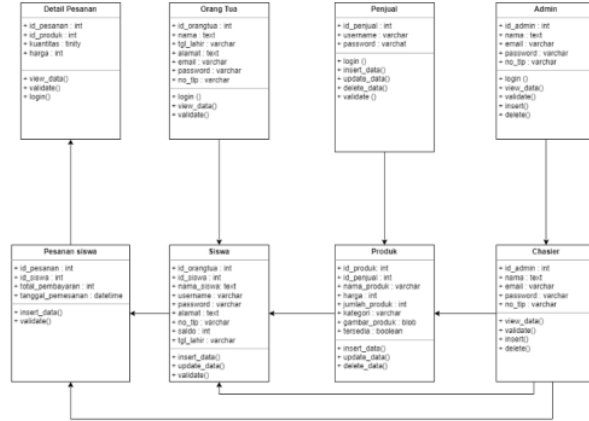 Detail Pesanan
+ id_pesanan : int
+ id_produk : int
+ kuantitas : tinity
+ harga : int
+ view_data()
+ validate()
+ login()
Orang Tua
+ id_orangtua : int
+ nama : text
+ tgl_lahir : varchar
+ alamat : text
+ email : varchar
+ password : varchar
+ no_tlp : varchar
+ login ()
+ view_data()
+ validate()
Penjual
+ id_penjual : int
+ username : varchar
+ password : varchat
+ login ()
+ insert_data()
+ update_data()
+ delete_data()
+ validate ()
Admin
+ id_admin : int
+ nama : text
+ email : varchar
+ password : varchar
+ no_tlp : varchar
+ login ()
+ view_data()
+ validate()
+ insert()
+ delete()
Pesanan siswa
+ id_pesanan : int
+ id_siswa : int
+ total_pembayaran : int
+ tanggal_pemesanan : datetime
+ insert_data()
+ validate()
Siswa
+ id_orangtua : int
+ id_siswa : int
+ nama_siswa: text
+ username : varchar
+ password : varchar
+ alamat : text
+ no_tlp : varchar
+ saldo : int
+ tgl_lahir : varchar
+ insert_data()
+ update_data()
+ validate()
Produk
+ id_produk: int
+ id_penjual: int
+ nama_produk : varchar
+ harga : int
+ jumlah_produk : int
+ kategori : varchar
+ gambar_produk : blob
+ tersedia : boolean
+ insert_data()
+ update_data()
+ delete_data()
Chasier
+ id_admin : int
+ nama : text
+ email : varchar
+ password : varchar
+ no_tlp : varchar
+ view_data()
+ validate()
+ insert()
+ delete()